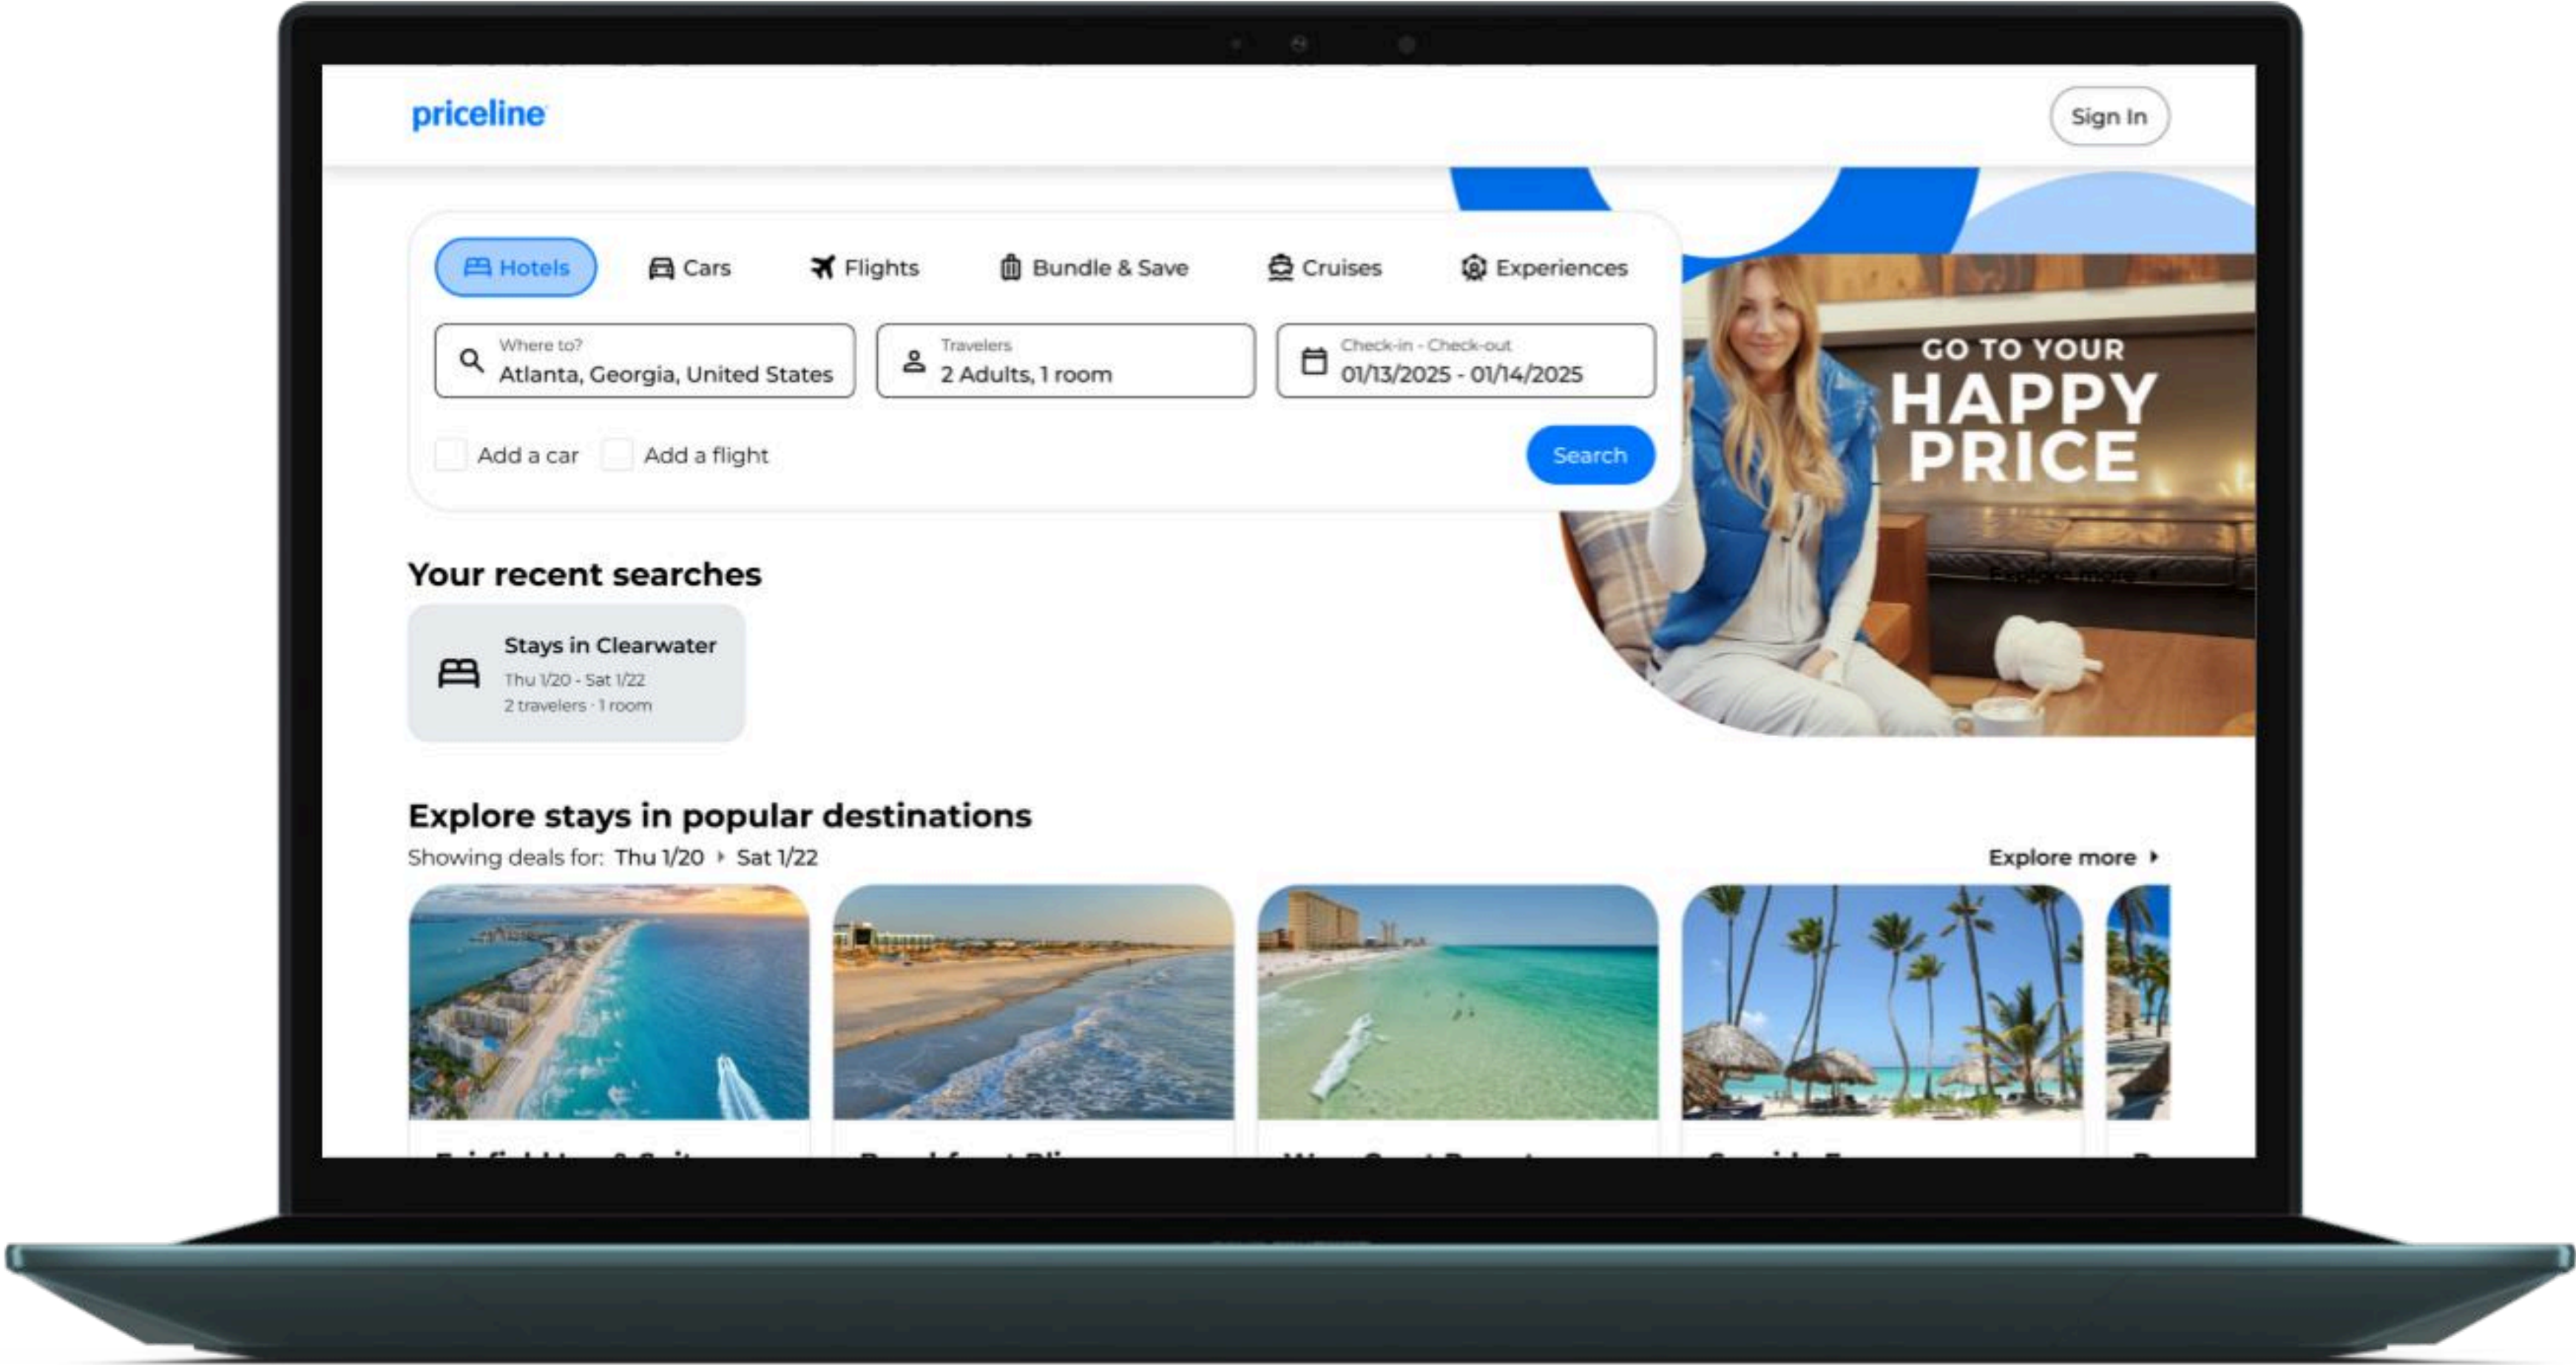 priceline
Sign In
Hotels
Cars
Flights
Bundle & Save
Cruises
Experiences
Where to?
Atlanta, Georgia, United States
Travelers
2 Adults, 1 room
Check-in - Check-out
01/13/2025 - 01/14/2025
Add a car
Add a flight
Search
GO TO YOUR
HAPPY
PRICE
Explore more
Your recent searches
Stays in Clearwater
Thu 1/20 - Sat 1/22
2 travelers · 1 room
Explore stays in popular destinations
Showing deals for: Thu 1/20 Sat 1/22
Explore more